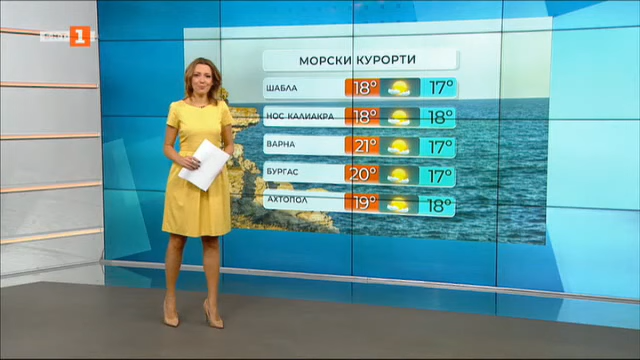 БНТ 1
МОРСКИ КУРОРТИ
ШАБЛА 18° 17°
НОС КАЛИАКРА 18° 18°
ВАРНА 21° 17°
БУРГАС 20° 17°
АХТОПОЛ 19° 18°